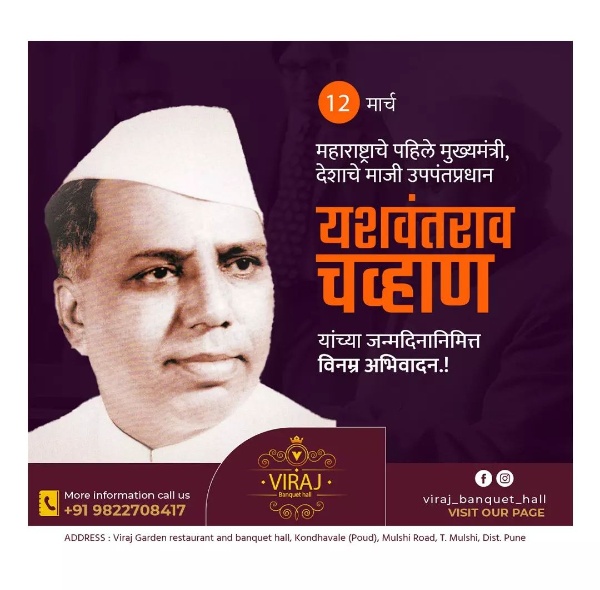 12 मार्च
महाराष्ट्राचे पहिले मुख्यमंत्री,
देशाचे माजी उपपंतप्रधान
यशवंतराव
चव्हाण
यांच्या जन्मदिनानिमित्त
विनम्र अभिवादन.!
More information call us
+91 9822708417
V
VIRAJ
Banquet hall
viraj_banquet_hall
VISIT OUR PAGE
ADDRESS : Viraj Garden restaurant and banquet hall, Kondhavale (Poud), Mulshi Road, T. Mulshi, Dist. Pune